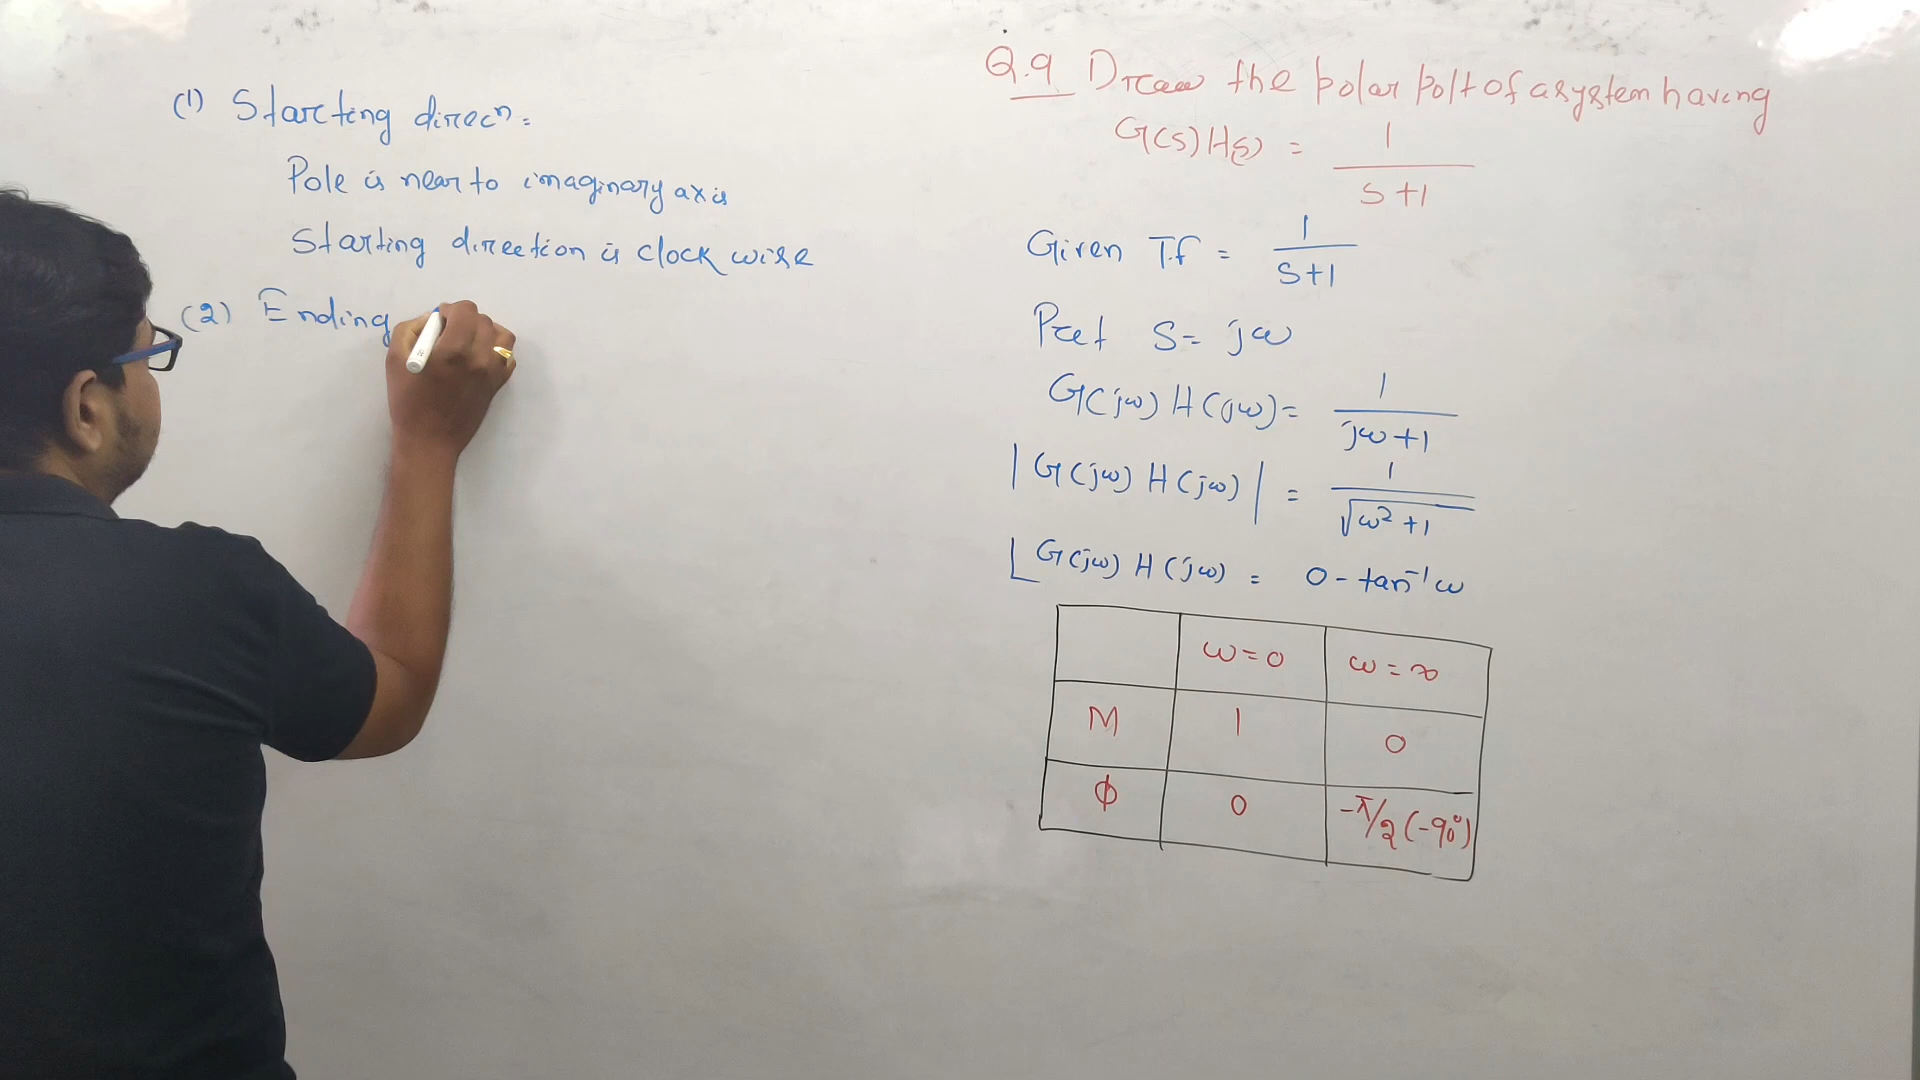 (1) Starting direcn.
Pole is near to imaginary axis
Starting direction is clock wise
(2) Ending
Q.9 Draw the polar polt of a system having
G(s)H(s) = 1/(s+1)
Given T.f = 1/(s+1)
Put s = jω
G(jω) H(jω) = 1/(jω+1)
|G(jω) H(jω)| = 1/√(ω²+1)
∠G(jω) H(jω) = 0 - tan⁻¹ω
ω=0 ω=∞
M 1 0
ϕ 0 -π/2 (-90°)